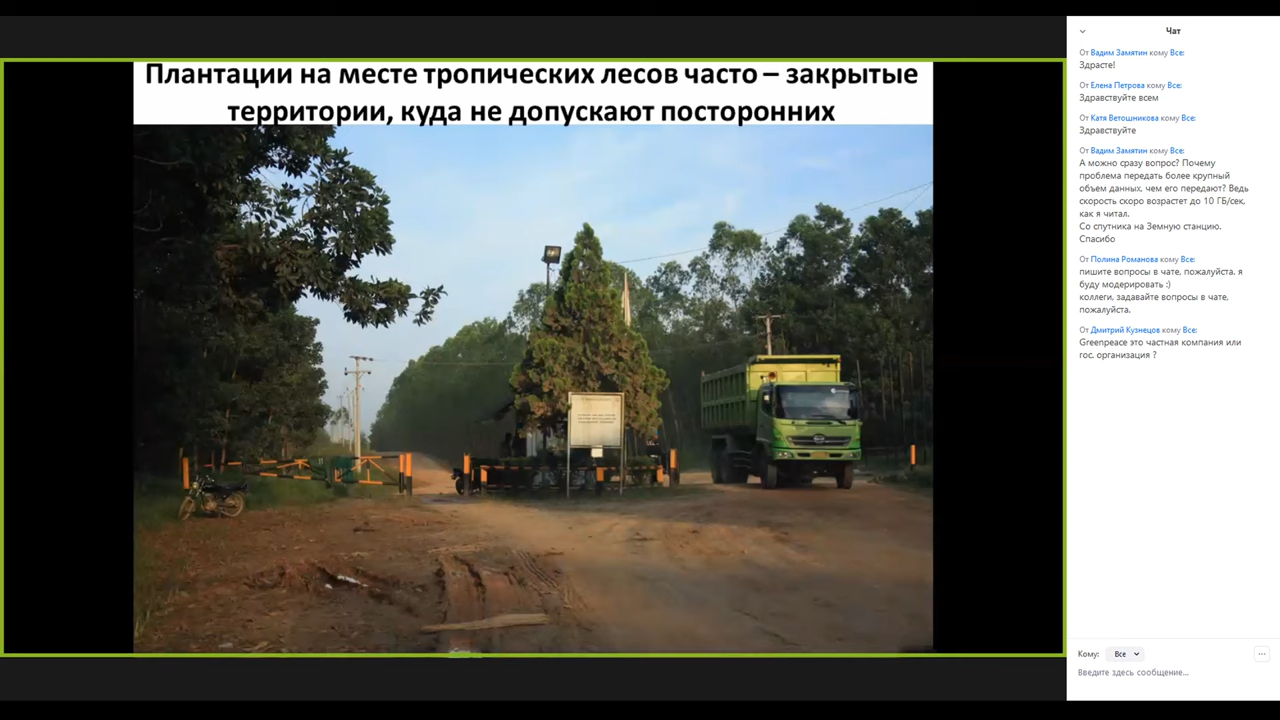 Плантации на месте тропических лесов часто – закрытые
территории, куда не допускают посторонних
Чат
От Вадим Замятин кому Все:
Здрасте!
От Елена Петрова кому Все:
Здравствуйте всем
От Катя Ветошникова кому Все:
Здравствуйте
От Вадим Замятин кому Все:
А можно сразу вопрос? Почему
проблема передать более крупный
объем данных, чем его передают? Ведь
скорость скоро возрастет до 10 ГБ/сек,
как я читал.
Со спутника на Земную станцию.
Спасибо
От Полина Романова кому Все:
пишите вопросы в чате, пожалуйста. я
буду модерировать :)
коллеги, задавайте вопросы в чате,
пожалуйста.
От Дмитрий Кузнецов кому Все:
Greenpeace это частная компания или
гос. организация ?
Кому: Все
Введите здесь сообщение...